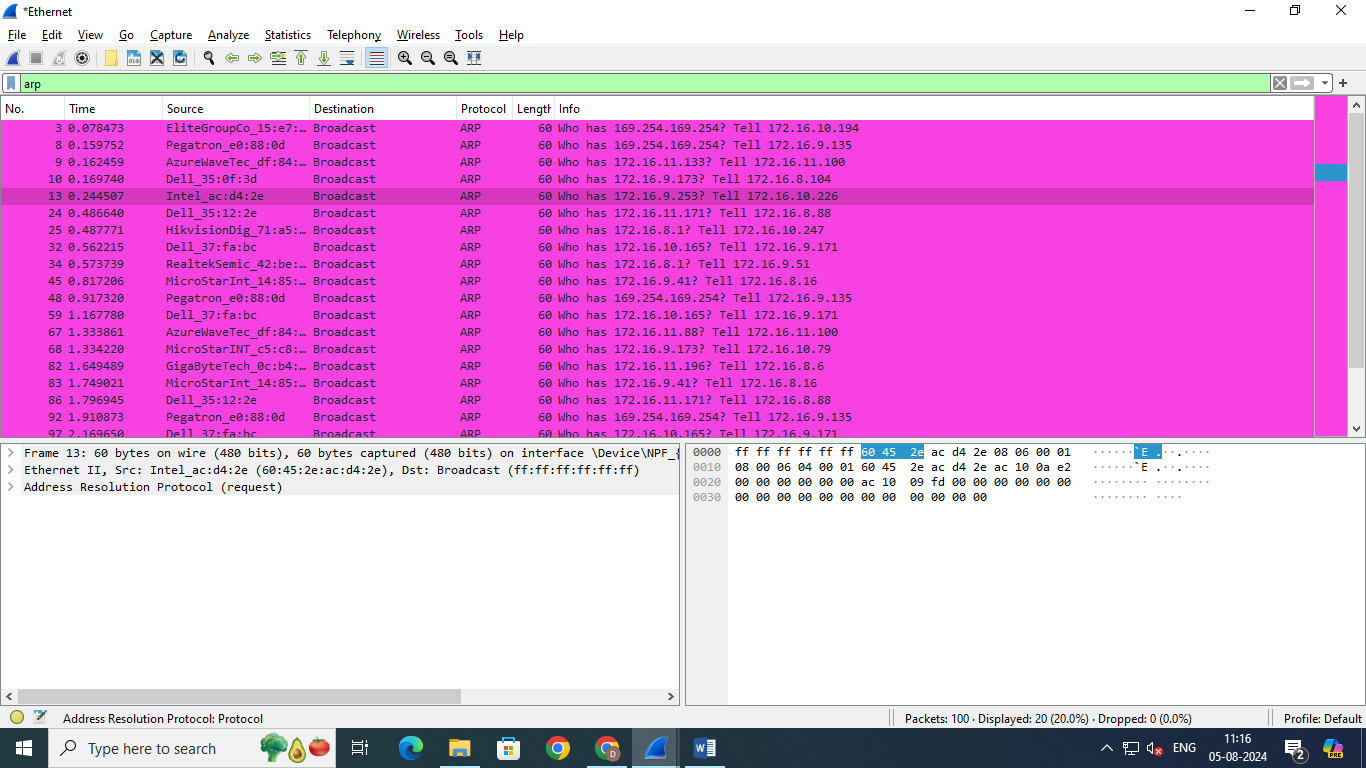 *Ethernet
File Edit View Go Capture Analyze Statistics Telephony Wireless Tools Help
arp
No. Time Source Destination Protocol Length Info
3 0.078473 EliteGroupCo_15:e7:… Broadcast ARP 60 Who has 169.254.169.254? Tell 172.16.10.194
8 0.159752 Pegatron_e0:88:0d Broadcast ARP 60 Who has 169.254.169.254? Tell 172.16.9.135
9 0.162459 AzureWaveTec_df:84:… Broadcast ARP 60 Who has 172.16.11.133? Tell 172.16.11.100
10 0.169740 Dell_35:0f:3d Broadcast ARP 60 Who has 172.16.9.173? Tell 172.16.8.104
13 0.244507 Intel_ac:d4:2e Broadcast ARP 60 Who has 172.16.9.253? Tell 172.16.10.226
24 0.486640 Dell_35:12:2e Broadcast ARP 60 Who has 172.16.11.171? Tell 172.16.8.88
25 0.487771 HikvisionDig_71:a5:… Broadcast ARP 60 Who has 172.16.8.1? Tell 172.16.10.247
32 0.562215 Dell_37:fa:bc Broadcast ARP 60 Who has 172.16.10.165? Tell 172.16.9.171
34 0.573739 RealtekSemic_42:be:… Broadcast ARP 60 Who has 172.16.8.1? Tell 172.16.9.51
45 0.817206 MicroStarInt_14:85:… Broadcast ARP 60 Who has 172.16.9.41? Tell 172.16.8.16
48 0.917320 Pegatron_e0:88:0d Broadcast ARP 60 Who has 169.254.169.254? Tell 172.16.9.135
59 1.167780 Dell_37:fa:bc Broadcast ARP 60 Who has 172.16.10.165? Tell 172.16.9.171
67 1.333861 AzureWaveTec_df:84:… Broadcast ARP 60 Who has 172.16.11.88? Tell 172.16.11.100
68 1.334220 MicroStarINT_c5:c8:… Broadcast ARP 60 Who has 172.16.9.173? Tell 172.16.10.79
82 1.649489 GigaByteTech_0c:b4:… Broadcast ARP 60 Who has 172.16.11.196? Tell 172.16.8.6
83 1.749021 MicroStarInt_14:85:… Broadcast ARP 60 Who has 172.16.9.41? Tell 172.16.8.16
86 1.796945 Dell_35:12:2e Broadcast ARP 60 Who has 172.16.11.171? Tell 172.16.8.88
92 1.910873 Pegatron_e0:88:0d Broadcast ARP 60 Who has 169.254.169.254? Tell 172.16.9.135
97 2.169650 Dell_37:fa:bc Broadcast ARP 60 Who has 172.16.10.165? Tell 172.16.9.171
Frame 13: 60 bytes on wire (480 bits), 60 bytes captured (480 bits) on interface \Device\NPF_{
Ethernet II, Src: Intel_ac:d4:2e (60:45:2e:ac:d4:2e), Dst: Broadcast (ff:ff:ff:ff:ff:ff)
Address Resolution Protocol (request)
0000 ff ff ff ff ff ff 60 45 2e ac d4 2e 08 06 00 01 ······`E .··.····
0010 08 00 06 04 00 01 60 45 2e ac d4 2e ac 10 0a e2 ······`E .··.····
0020 00 00 00 00 00 00 ac 10 09 fd 00 00 00 00 00 00 ········ ········
0030 00 00 00 00 00 00 00 00 00 00 00 00 ········ ····
Address Resolution Protocol: Protocol
Packets: 100 · Displayed: 20 (20.0%) · Dropped: 0 (0.0%)
Profile: Default
Type here to search
ENG
11:16
05-08-2024
2
PRE